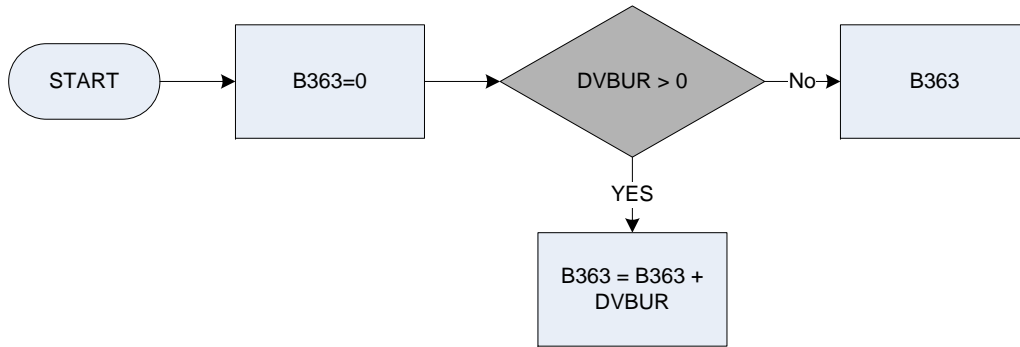 START
B363=0
DVBUR > 0
No
B363
YES
B363 = B363 +
DVBUR